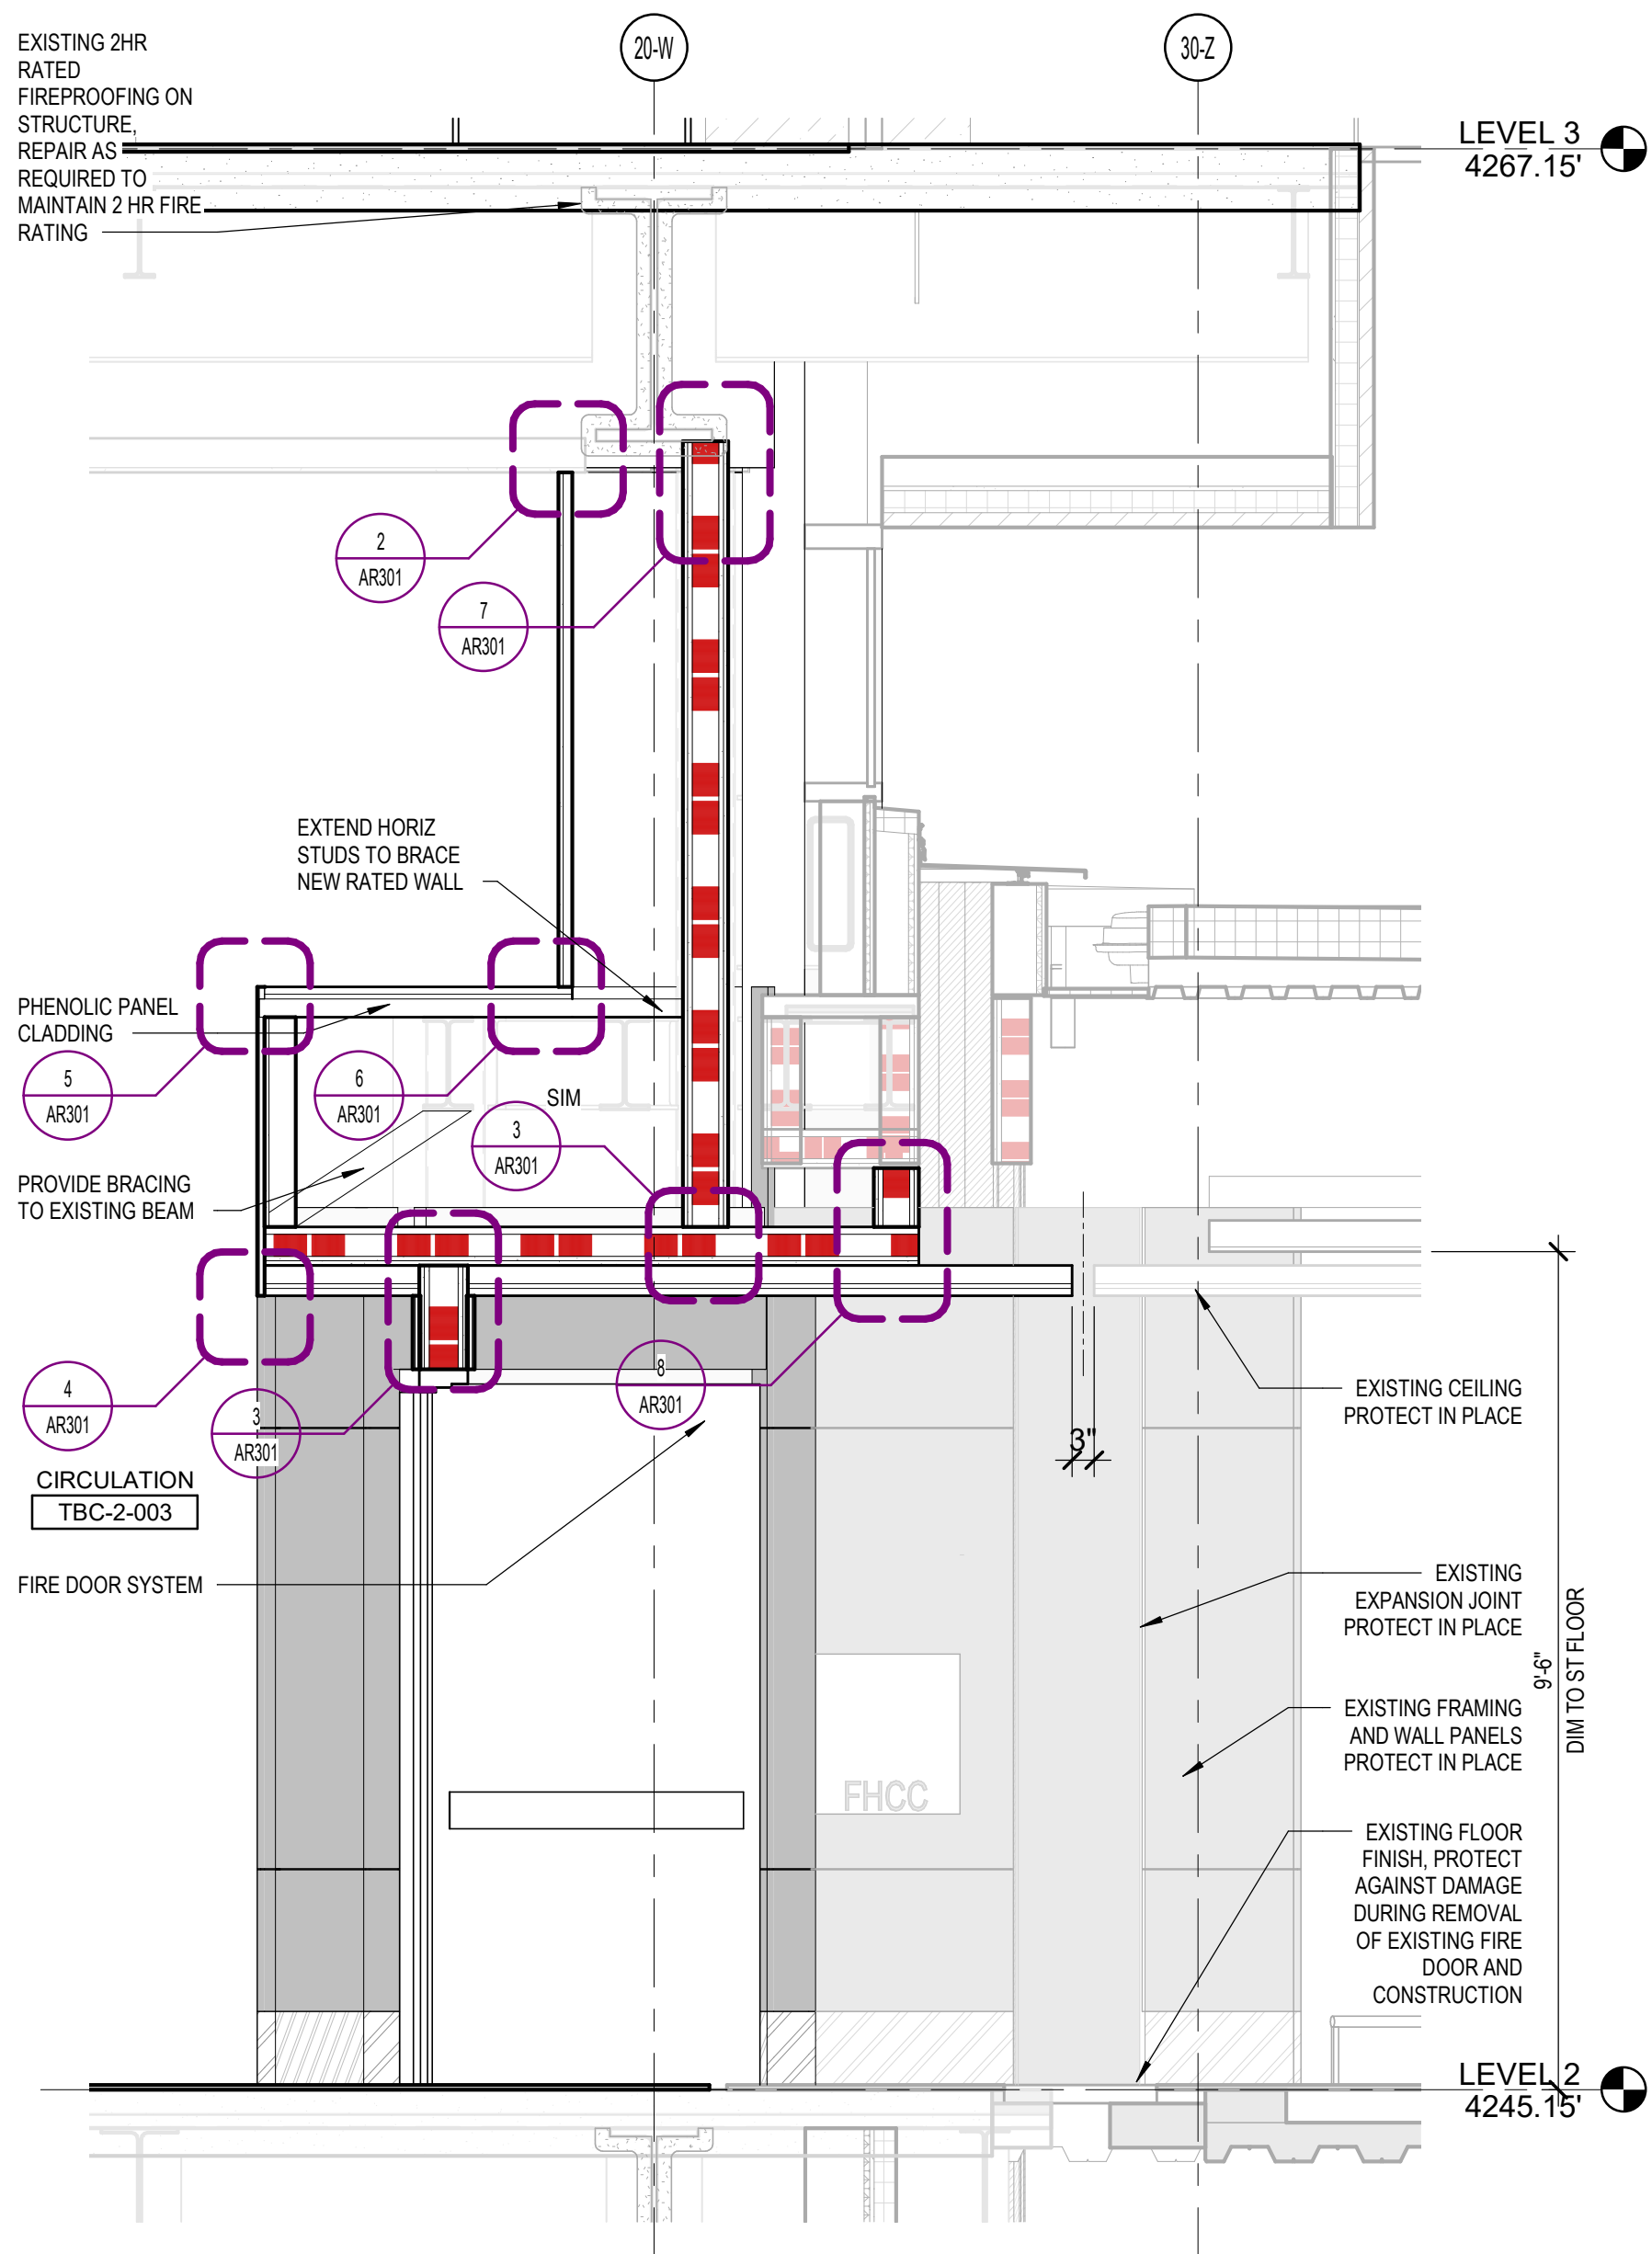 EXISTING 2HR
RATED
FIREPROOFING ON
STRUCTURE,
REPAIR AS
REQUIRED TO
MAINTAIN 2 HR FIRE
RATING
20-W
30-Z
LEVEL 3
4267.15'
2
AR301
7
AR301
EXTEND HORIZ
STUDS TO BRACE
NEW RATED WALL
PHENOLIC PANEL
CLADDING
5
AR301
6
AR301
SIM
3
AR301
PROVIDE BRACING
TO EXISTING BEAM
4
AR301
3
AR301
8
AR301
EXISTING CEILING
PROTECT IN PLACE
3"
CIRCULATION
TBC-2-003
FIRE DOOR SYSTEM
EXISTING
EXPANSION JOINT
PROTECT IN PLACE
9'-6"
DIM TO ST FLOOR
EXISTING FRAMING
AND WALL PANELS
PROTECT IN PLACE
FHCC
EXISTING FLOOR
FINISH, PROTECT
AGAINST DAMAGE
DURING REMOVAL
OF EXISTING FIRE
DOOR AND
CONSTRUCTION
LEVEL 2
4245.15'